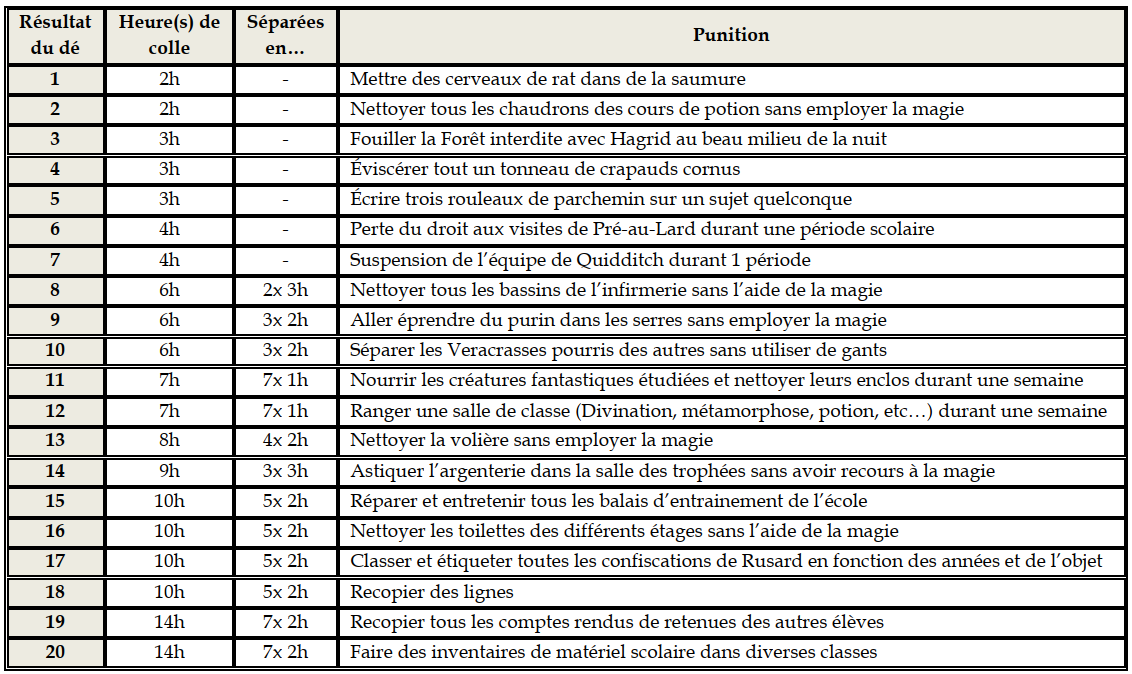 Résultat du dé | Heure(s) de colle | Séparées en… | Punition
1 | 2h | - | Mettre des cerveaux de rat dans de la saumure
2 | 2h | - | Nettoyer tous les chaudrons des cours de potion sans employer la magie
3 | 3h | - | Fouiller la Forêt interdite avec Hagrid au beau milieu de la nuit
4 | 3h | - | Éviscérer tout un tonneau de crapauds cornus
5 | 3h | - | Écrire trois rouleaux de parchemin sur un sujet quelconque
6 | 4h | - | Perte du droit aux visites de Pré-au-Lard durant une période scolaire
7 | 4h | - | Suspension de l’équipe de Quidditch durant 1 période
8 | 6h | 2x 3h | Nettoyer tous les bassins de l’infirmerie sans l’aide de la magie
9 | 6h | 3x 2h | Aller éprendre du purin dans les serres sans employer la magie
10 | 6h | 3x 2h | Séparer les Veracrasses pourris des autres sans utiliser de gants
11 | 7h | 7x 1h | Nourrir les créatures fantastiques étudiées et nettoyer leurs enclos durant une semaine
12 | 7h | 7x 1h | Ranger une salle de classe (Divination, métamorphose, potion, etc…) durant une semaine
13 | 8h | 4x 2h | Nettoyer la volière sans employer la magie
14 | 9h | 3x 3h | Astiquer l’argenterie dans la salle des trophées sans avoir recours à la magie
15 | 10h | 5x 2h | Réparer et entretenir tous les balais d’entrainement de l’école
16 | 10h | 5x 2h | Nettoyer les toilettes des différents étages sans l’aide de la magie
17 | 10h | 5x 2h | Classer et étiqueter toutes les confiscations de Rusard en fonction des années et de l’objet
18 | 10h | 5x 2h | Recopier des lignes
19 | 14h | 7x 2h | Recopier tous les comptes rendus de retenues des autres élèves
20 | 14h | 7x 2h | Faire des inventaires de matériel scolaire dans diverses classes